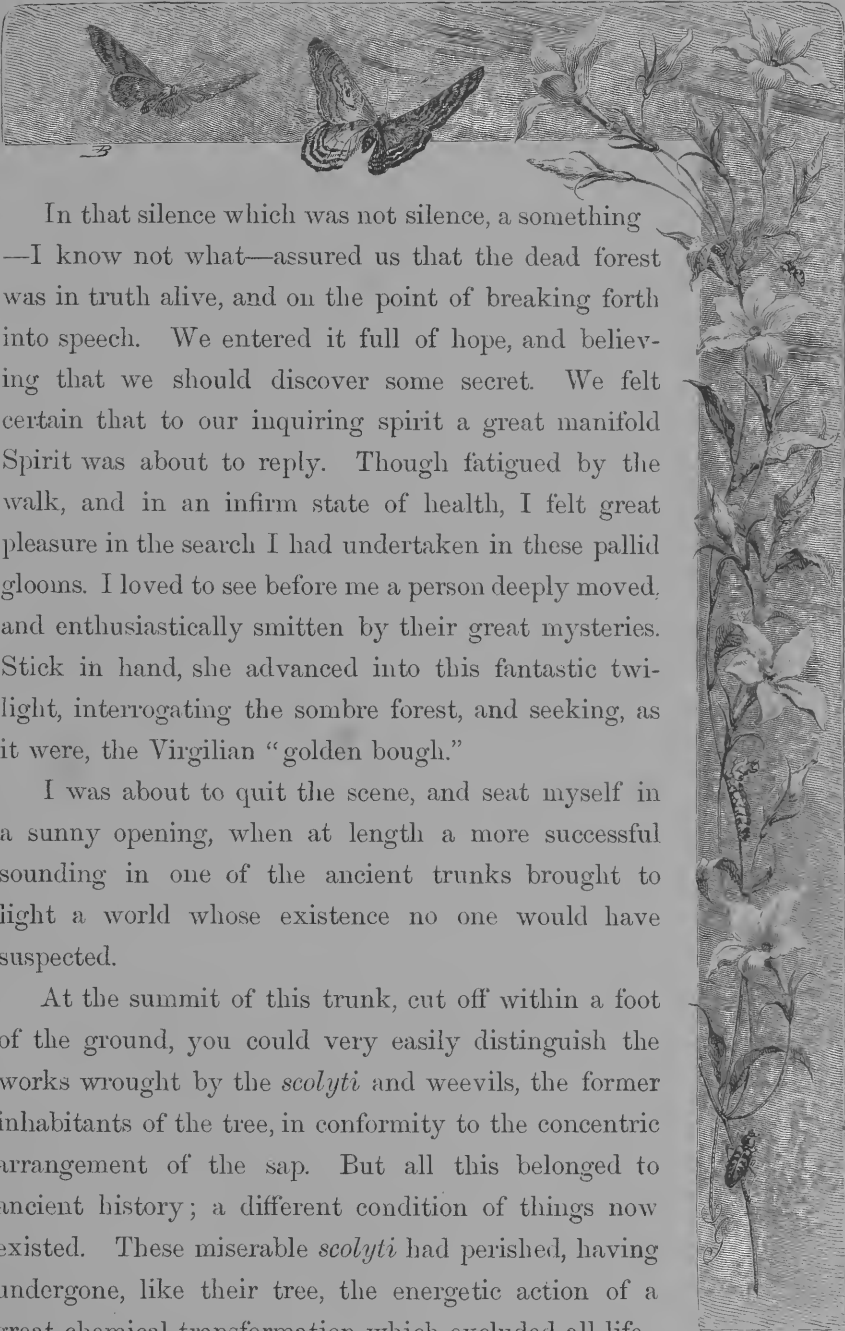 In that silence which was not silence, a something
—I know not what—assured us that the dead forest
was in truth alive, and on the point of breaking forth
into speech. We entered it full of hope, and believ-
ing that we should discover some secret. We felt
certain that to our inquiring spirit a great manifold
Spirit was about to reply. Though fatigued by the
walk, and in an infirm state of health, I felt great
pleasure in the search I had undertaken in these pallid
glooms. I loved to see before me a person deeply moved,
and enthusiastically smitten by their great mysteries.
Stick in hand, she advanced into this fantastic twi-
light, interrogating the sombre forest, and seeking, as
it were, the Virgilian “golden bough.”
I was about to quit the scene, and seat myself in
a sunny opening, when at length a more successful
sounding in one of the ancient trunks brought to
light a world whose existence no one would have
suspected.
At the summit of this trunk, cut off within a foot
of the ground, you could very easily distinguish the
works wrought by the scolyti and weevils, the former
inhabitants of the tree, in conformity to the concentric
arrangement of the sap. But all this belonged to
ancient history; a different condition of things now
existed. These miserable scolyti had perished, having
undergone, like their tree, the energetic action of a
great chemical transformation which excluded all life